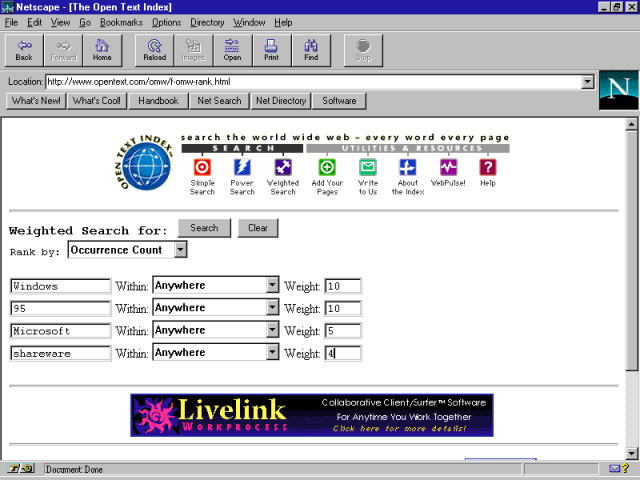 Netscape - [The Open Text Index]
File Edit View Go Bookmarks Options Directory Window Help
Back Forward Home Reload Images Open Print Find Stop
Location: http://www.opentext.com/omw/f-omw-rank.html
N
What's New! What's Cool! Handbook Net Search Net Directory Software
OPEN TEXT INDEX™
search the world wide web – every word every page
SEARCH UTILITIES & RESOURCES
Simple Search Power Search Weighted Search Add Your Pages Write to Us About the Index WebPulse! Help
Weighted Search for: Search Clear
Rank by: Occurrence Count
Windows Within: Anywhere Weight: 10
95 Within: Anywhere Weight: 10
Microsoft Within: Anywhere Weight: 5
shareware Within: Anywhere Weight: 4
Livelink WORKPROCESS
Collaborative Client/Surfer™ Software
For Anytime You Work Together
Click here for more details!
Document: Done